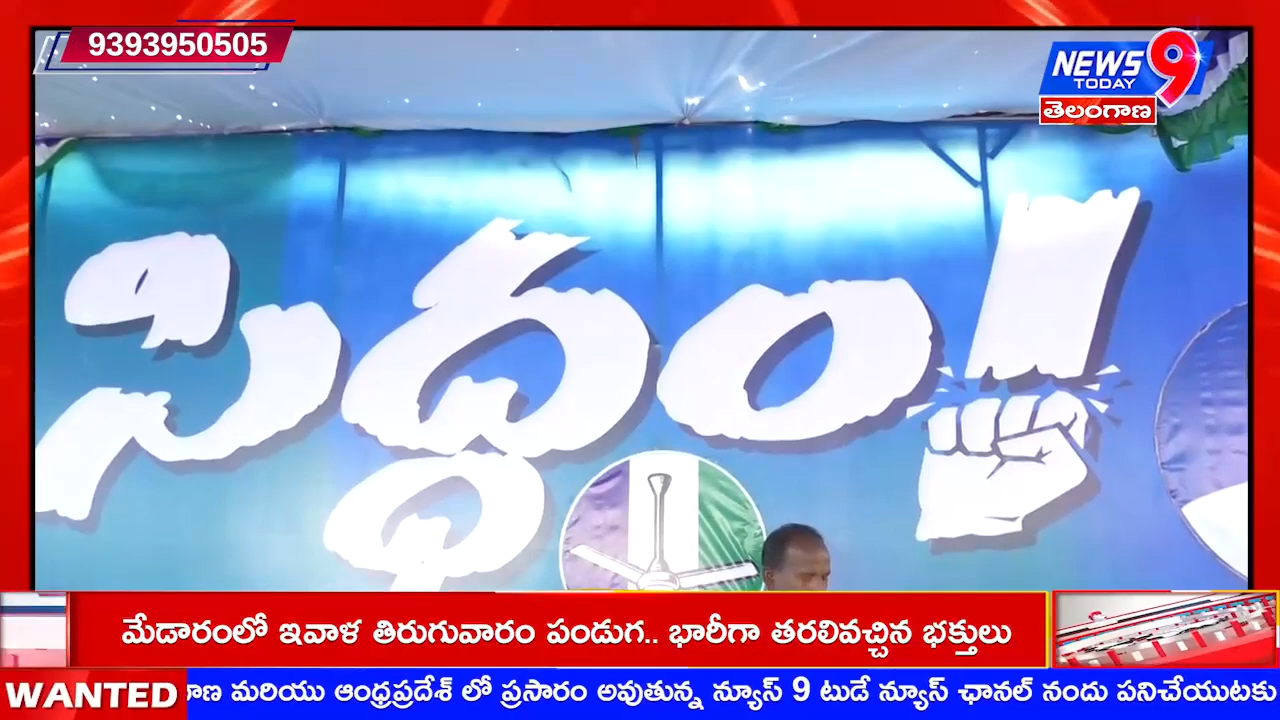 9393950505
NEWS 9
TODAY
తెలంగాణ
సిద్ధం!
మేడారంలో ఇవాళ తిరుగువారం పండుగ.. భారీగా తరలివచ్చిన భక్తులు
WANTED
ాణ మరియు ఆంధ్రప్రదేశ్ లో ప్రసారం అవుతున్న న్యూస్ 9 టుడే న్యూస్ ఛానల్ నందు పనిచేయుటకు